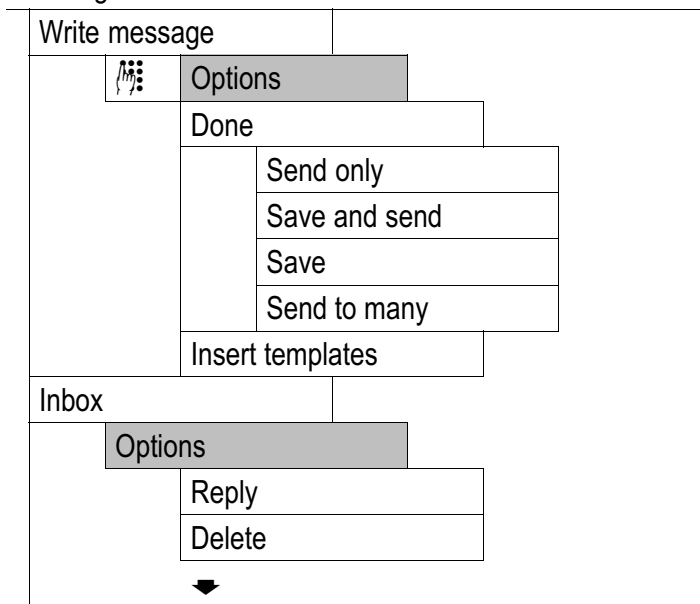 Write message
Options
Done
Send only
Save and send
Save
Send to many
Insert templates
Inbox
Options
Reply
Delete